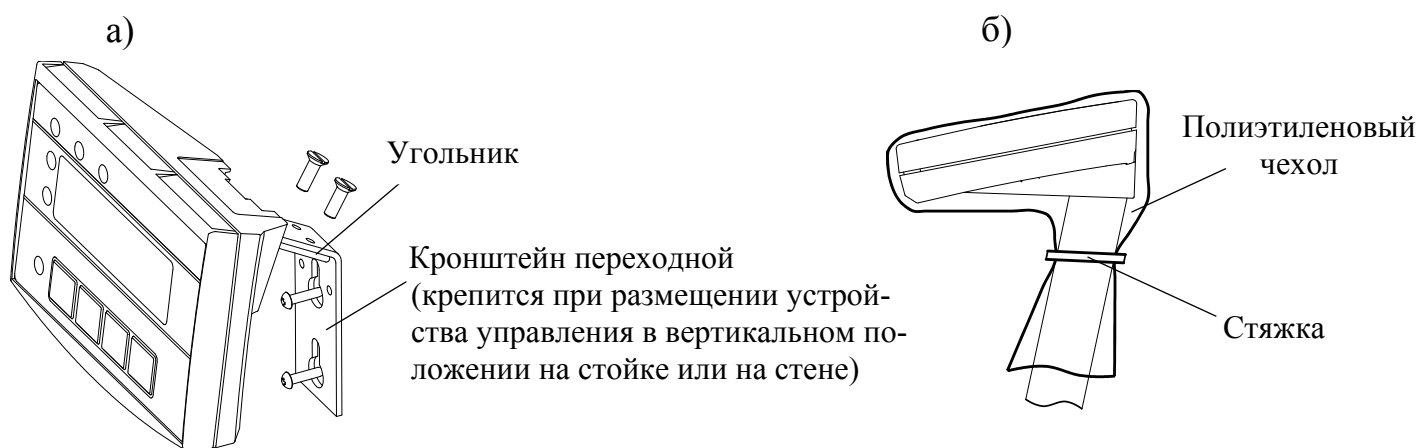 а)
Угольник
Кронштейн переходной
(крепится при размещении устрой-
ства управления в вертикальном по-
ложении на стойке или на стене)
б)
Полиэтиленовый
чехол
Стяжка